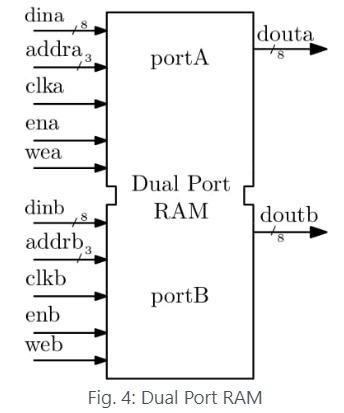 dina
8
addra
3
clka
ena
wea
portA
douta
8
Dual Port
RAM
dinb
8
addrb
3
clkb
enb
web
portB
doutb
8
Fig. 4: Dual Port RAM